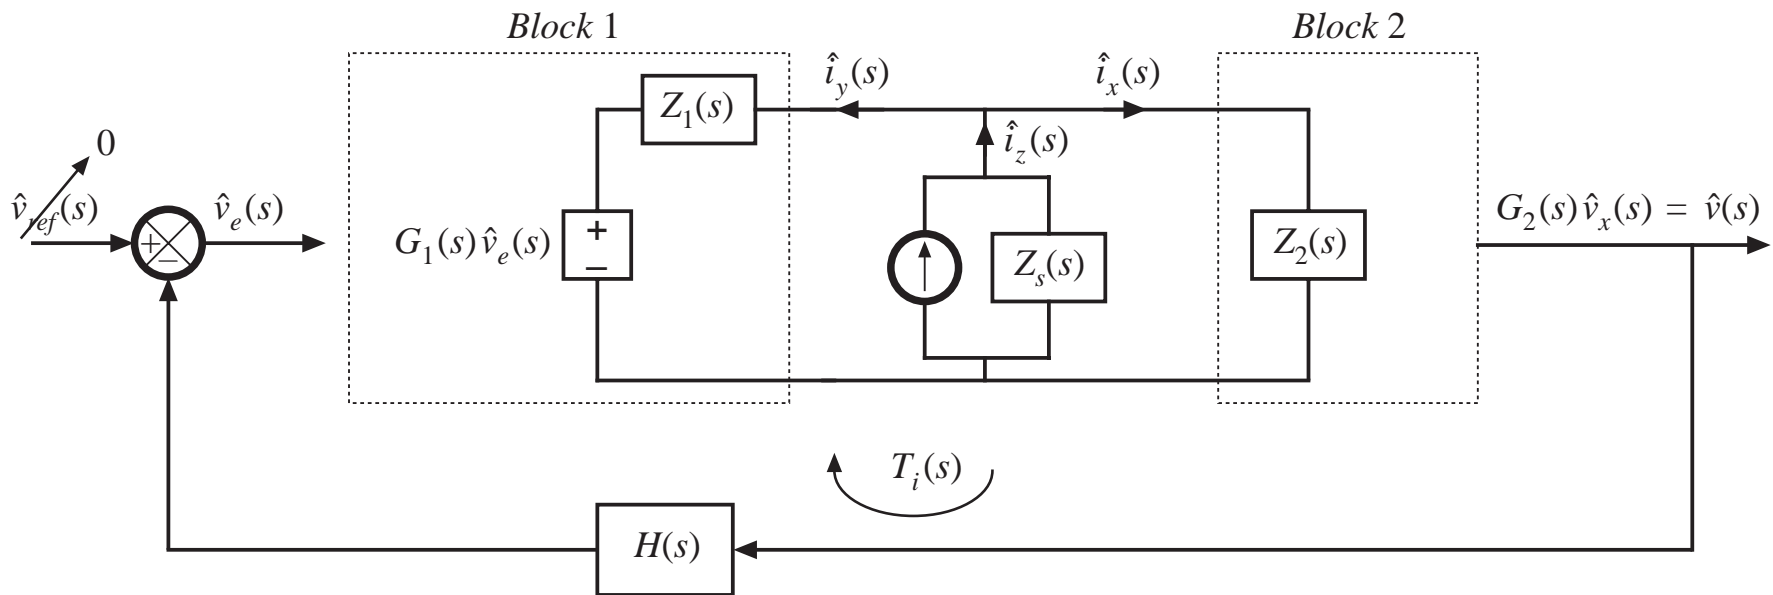 Block 1
Block 2
î_y(s)
î_x(s)
Z_1(s)
0
î_z(s)
v̂_ref(s)
v̂_e(s)
G_2(s) v̂_x(s) = v̂(s)
+
–
G_1(s) v̂_e(s)
+
–
Z_s(s)
Z_2(s)
T_i(s)
H(s)